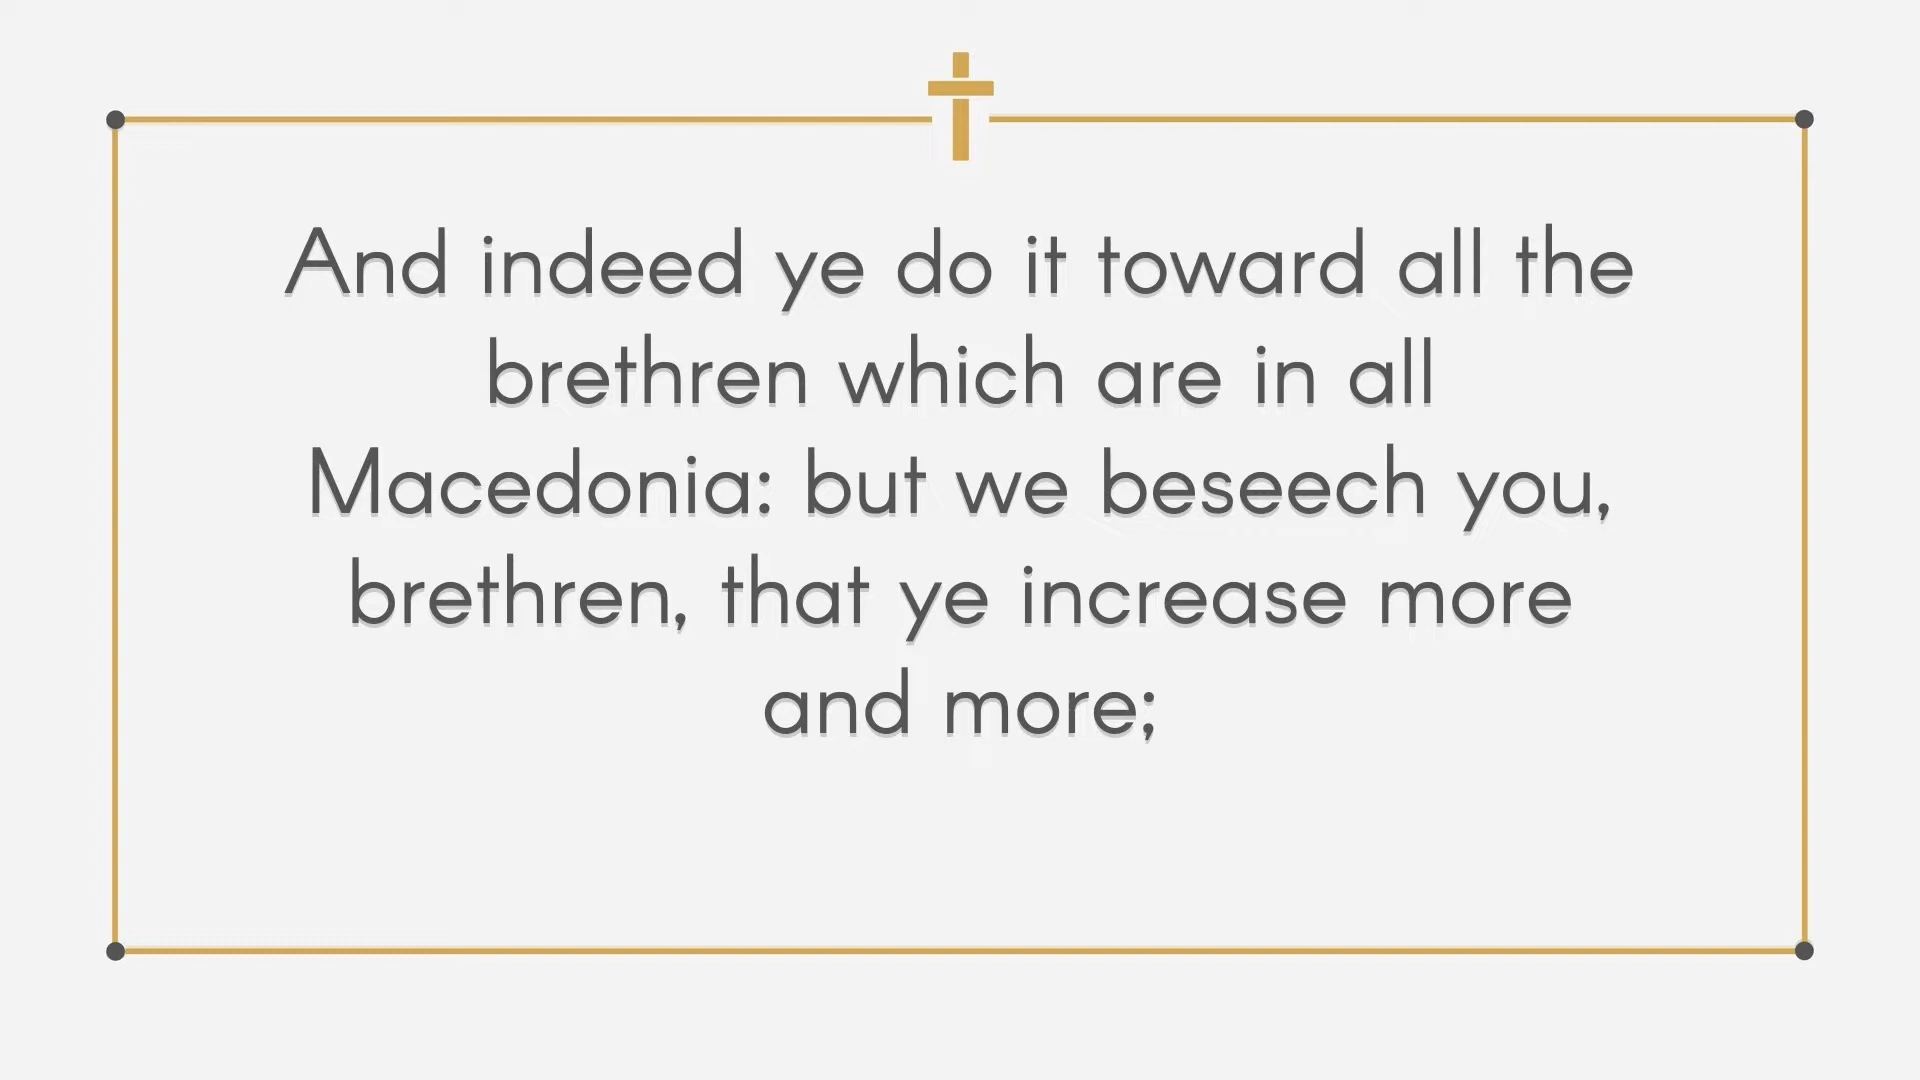 And indeed ye do it toward all the
brethren which are in all
Macedonia: but we beseech you,
brethren, that ye increase more
and more;